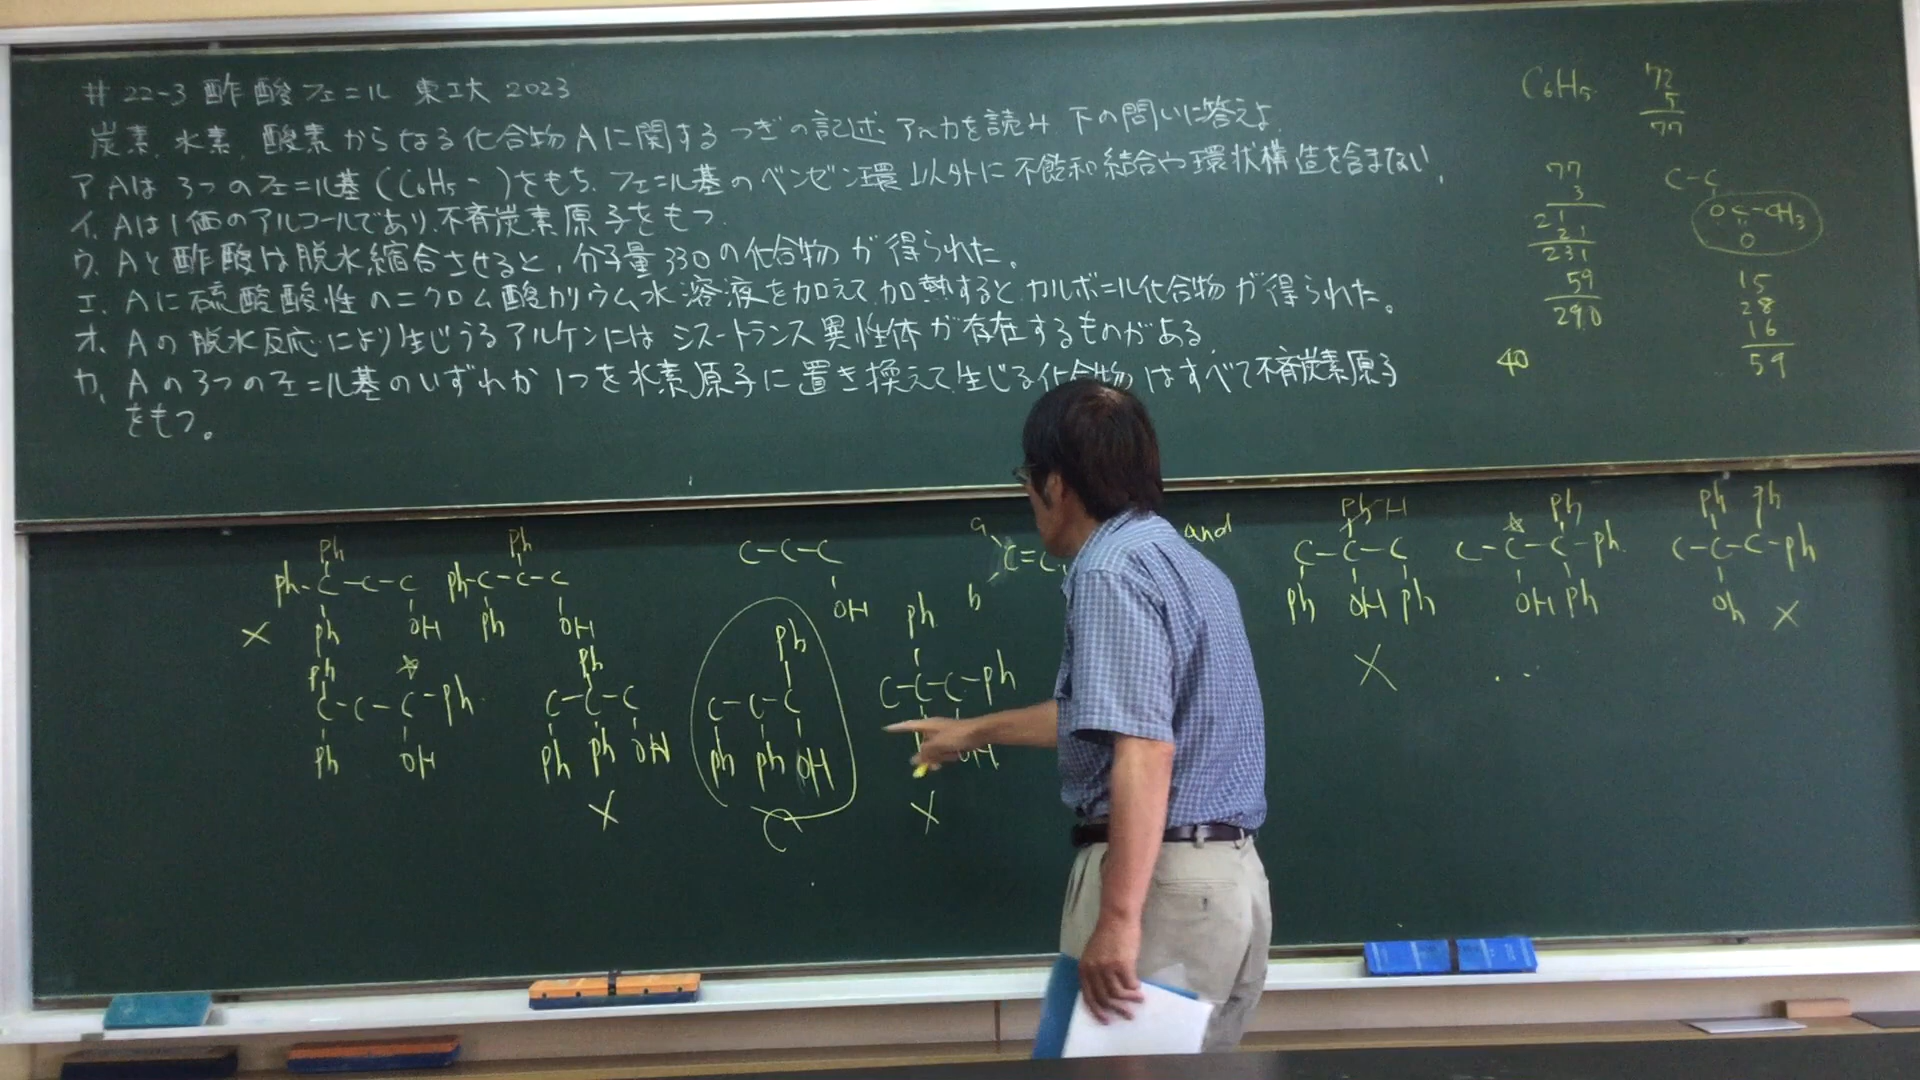 # 22-3 酢酸フェニル 東工大 2023
炭素、水素、酸素からなる化合物Aに関するつぎの記述、ア~カを読み 下の問いに答えよ。
ア Aは3つのフェニル基(C6H5-)をもち、フェニル基のベンゼン環以外に不飽和結合や環状構造を含まない。
イ、Aは1価のアルコールであり、不斉炭素原子をもつ。
ウ、Aと酢酸は脱水縮合させると、分子量330の化合物が得られた。
エ、Aに硫酸酸性のニクロム酸カリウム水溶液を加えて加熱するとカルボニル化合物が得られた。
オ、Aの脱水反応により生じうるアルケンにはシス-トランス異性体が存在するものがある
カ、Aの3つのフェニル基のいずれか1つを水素原子に置き換えて生じる化合物はすべて不斉炭素原子
をもつ。
C6H5
72
5
77
77
3
21
21
231
59
290
40
C-C
O C-CH3
O
15
28
16
59
Ph
Ph-C-C-C
Ph OH
X
Ph
Ph-C-C-C
Ph OH
C-C-C
OH
a
b
C=C
and
Ph H
C-C-C
Ph OH Ph
X
☆ Ph
C-C-C-Ph
OH Ph
Ph Ph
C-C-C-Ph
Oh X
Ph ☆
C-C-C-Ph
Ph OH
Ph
C-C-C
Ph Ph OH
X
Ph
C-C-C
Ph Ph OH
Ph
C-C-C-Ph
OH
X